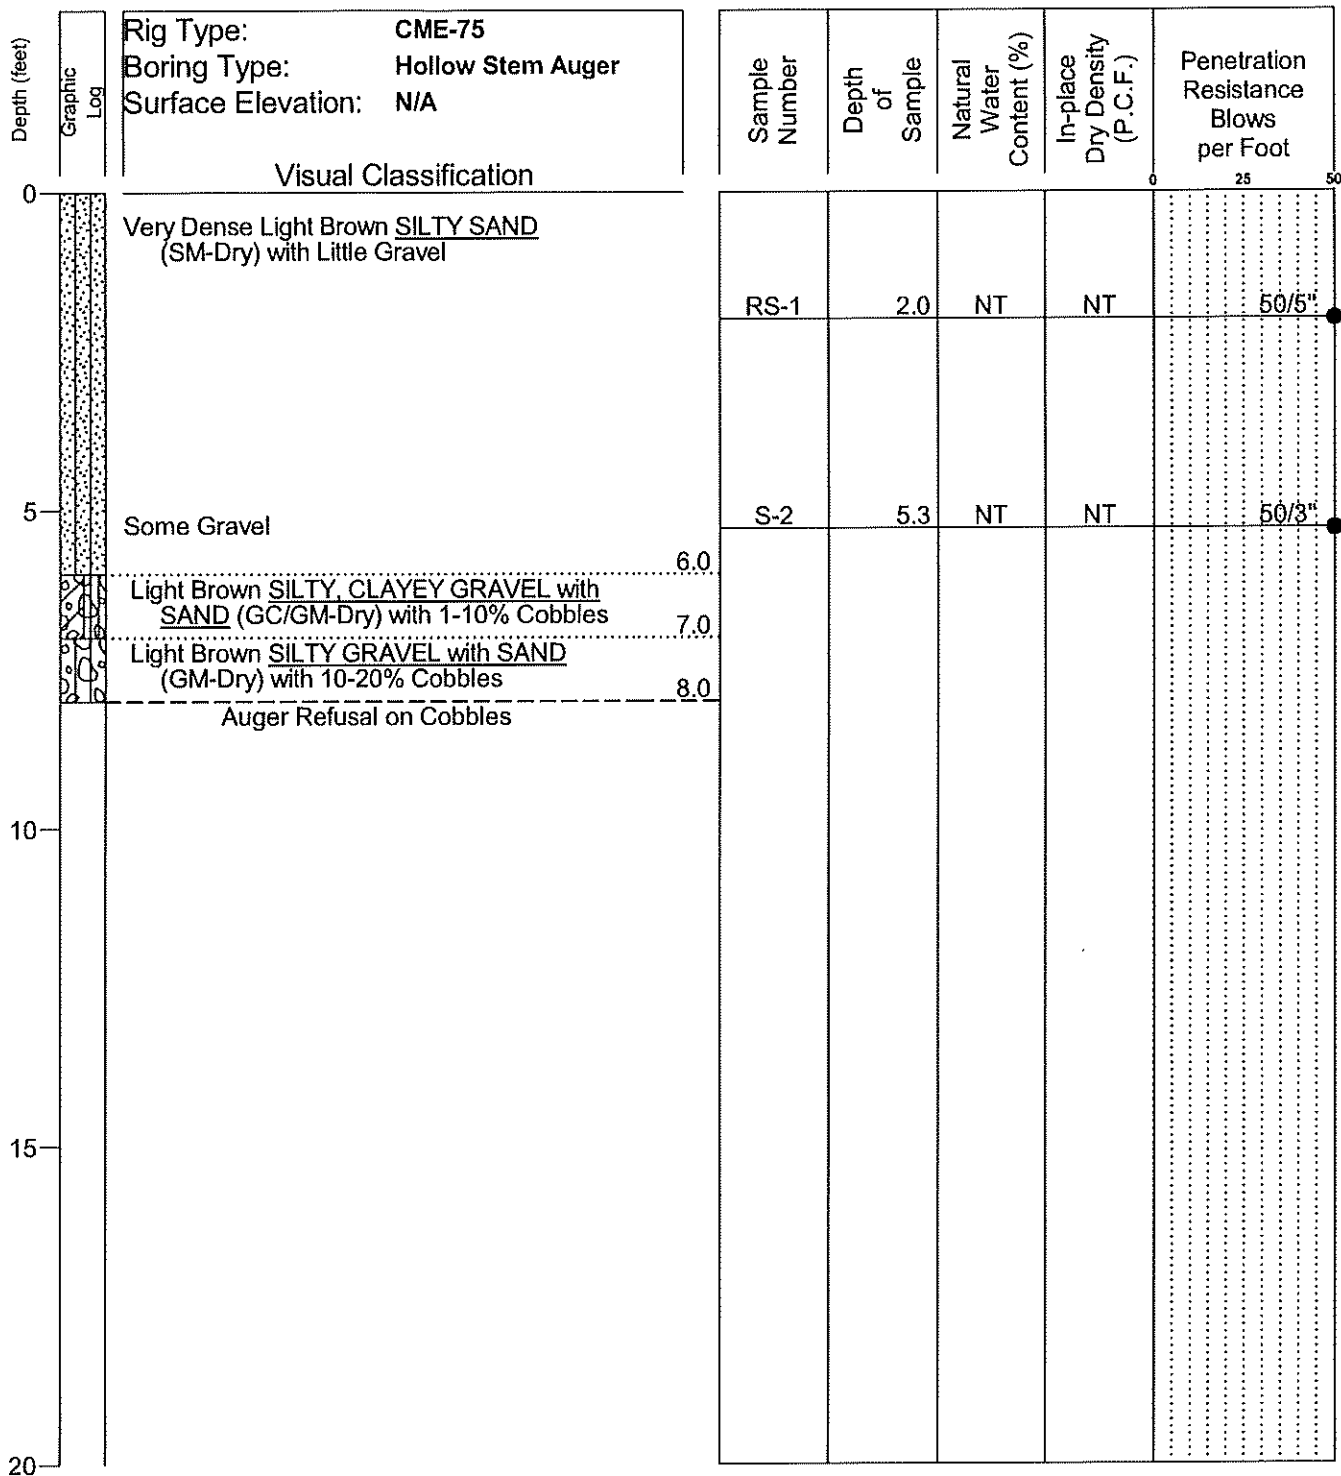 Depth (feet)
Graphic
Log
Rig Type: CME-75
Boring Type: Hollow Stem Auger
Surface Elevation: N/A
Visual Classification
Sample
Number
Depth
of
Sample
Natural
Water
Content (%)
In-place
Dry Density
(P.C.F.)
Penetration
Resistance
Blows
per Foot
0 25 50
0
Very Dense Light Brown SILTY SAND
(SM-Dry) with Little Gravel
RS-1 2.0 NT NT 50/5"
5
Some Gravel
S-2 5.3 NT NT 50/3"
6.0
Light Brown SILTY, CLAYEY GRAVEL with
SAND (GC/GM-Dry) with 1-10% Cobbles
7.0
Light Brown SILTY GRAVEL with SAND
(GM-Dry) with 10-20% Cobbles
8.0
Auger Refusal on Cobbles
10
15
20